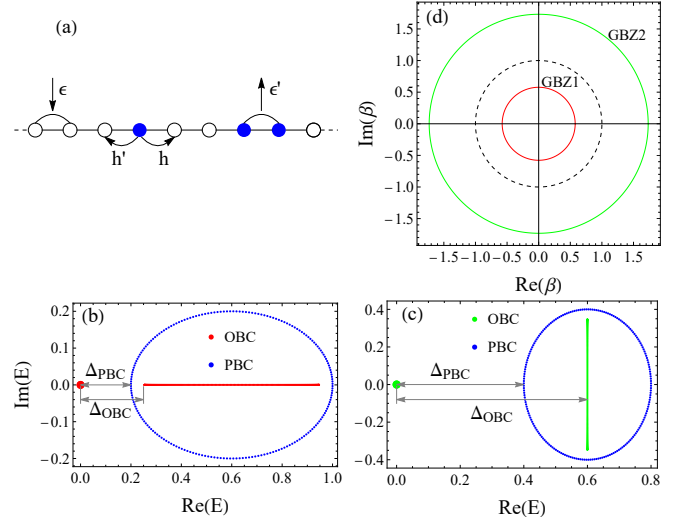 (a)
ϵ
ϵ'
h'
h
(d)
GBZ2
GBZ1
Im(β)
1.5
1.0
0.5
0.0
−0.5
−1.0
−1.5
−1.5 −1.0 −0.5 0.0 0.5 1.0 1.5
Re(β)
(b)
OBC
PBC
Δ_PBC
Δ_OBC
Im(E)
0.2
0.1
0.0
−0.1
−0.2
0.0 0.2 0.4 0.6 0.8 1.0
Re(E)
(c)
OBC
PBC
Δ_PBC
Δ_OBC
0.4
0.2
0.0
−0.2
−0.4
0.0 0.2 0.4 0.6 0.8
Re(E)